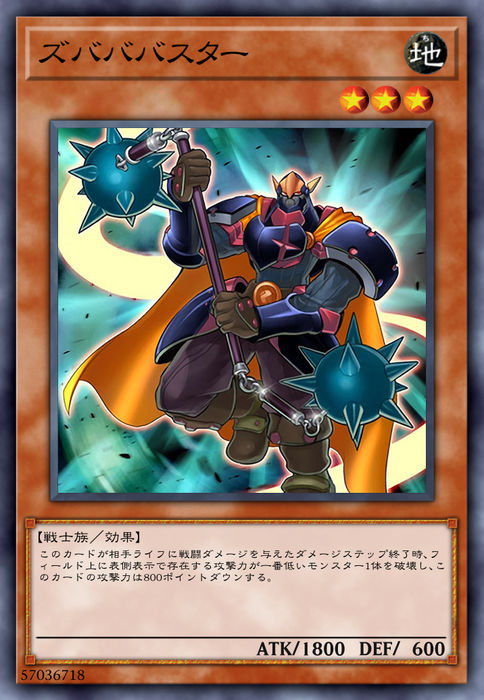 ズバババスター
地
ち
【戦士族／効果】
このカードが相手ライフに戦闘ダメージを与えたダメージステップ終了時、フ
ィールド上に表側表示で存在する攻撃力が一番低いモンスター1体を破壊し、こ
のカードの攻撃力は800ポイントダウンする。
ATK/1800 DEF/ 600
57036718